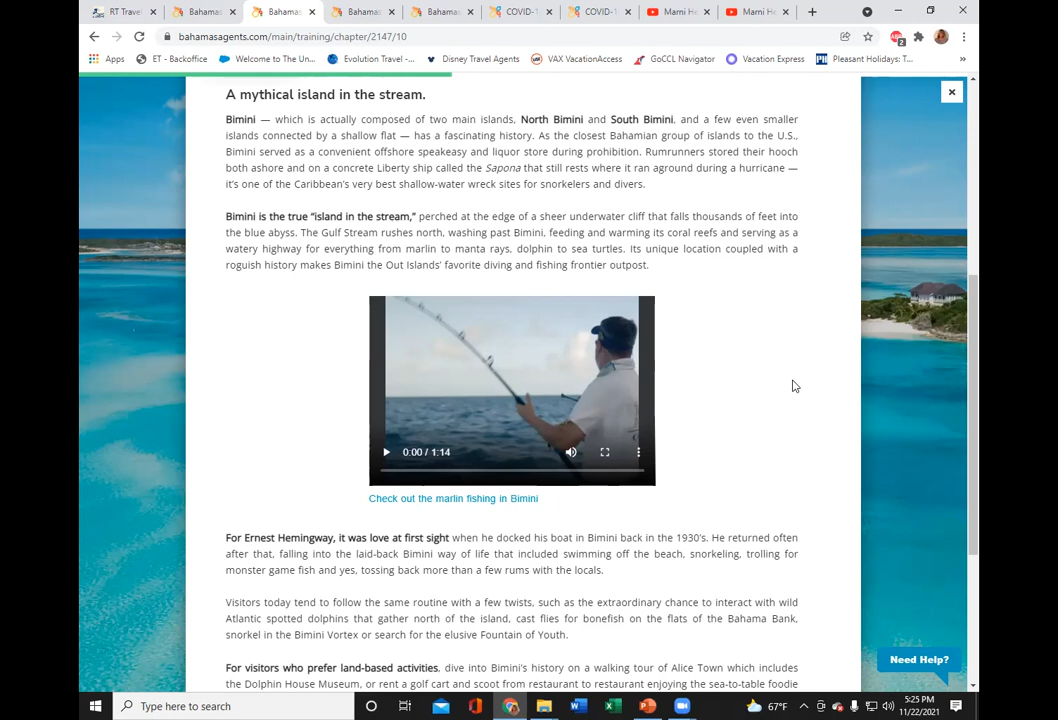 RT Travel
Bahamas
Bahamas
Bahamas
Bahamas
COVID-1
COVID-1
Marni He
Marni He
bahamasagents.com/main/training/chapter/2147/10
2
Apps
ET - Backoffice
Welcome to The Un...
Evolution Travel -...
Disney Travel Agents
VAX VacationAccess
GoCCL Navigator
Vacation Express
Pleasant Holidays: T...
A mythical island in the stream.
Bimini — which is actually composed of two main islands, North Bimini and South Bimini, and a few even smaller
islands connected by a shallow flat — has a fascinating history. As the closest Bahamian group of islands to the U.S.,
Bimini served as a convenient offshore speakeasy and liquor store during prohibition. Rumrunners stored their hooch
both ashore and on a concrete Liberty ship called the Sapona that still rests where it ran aground during a hurricane —
it's one of the Caribbean's very best shallow-water wreck sites for snorkelers and divers.
Bimini is the true “island in the stream,” perched at the edge of a sheer underwater cliff that falls thousands of feet into
the blue abyss. The Gulf Stream rushes north, washing past Bimini, feeding and warming its coral reefs and serving as a
watery highway for everything from marlin to manta rays, dolphin to sea turtles. Its unique location coupled with a
roguish history makes Bimini the Out Islands' favorite diving and fishing frontier outpost.
0:00 / 1:14
Check out the marlin fishing in Bimini
For Ernest Hemingway, it was love at first sight when he docked his boat in Bimini back in the 1930's. He returned often
after that, falling into the laid-back Bimini way of life that included swimming off the beach, snorkeling, trolling for
monster game fish and yes, tossing back more than a few rums with the locals.
Visitors today tend to follow the same routine with a few twists, such as the extraordinary chance to interact with wild
Atlantic spotted dolphins that gather north of the island, cast flies for bonefish on the flats of the Bahama Bank,
snorkel in the Bimini Vortex or search for the elusive Fountain of Youth.
For visitors who prefer land-based activities, dive into Bimini's history on a walking tour of Alice Town which includes
the Dolphin House Museum, or rent a golf cart and scoot from restaurant to restaurant enjoying the sea-to-table foodie
Need Help?
Type here to search
67°F
5:25 PM
11/22/2021